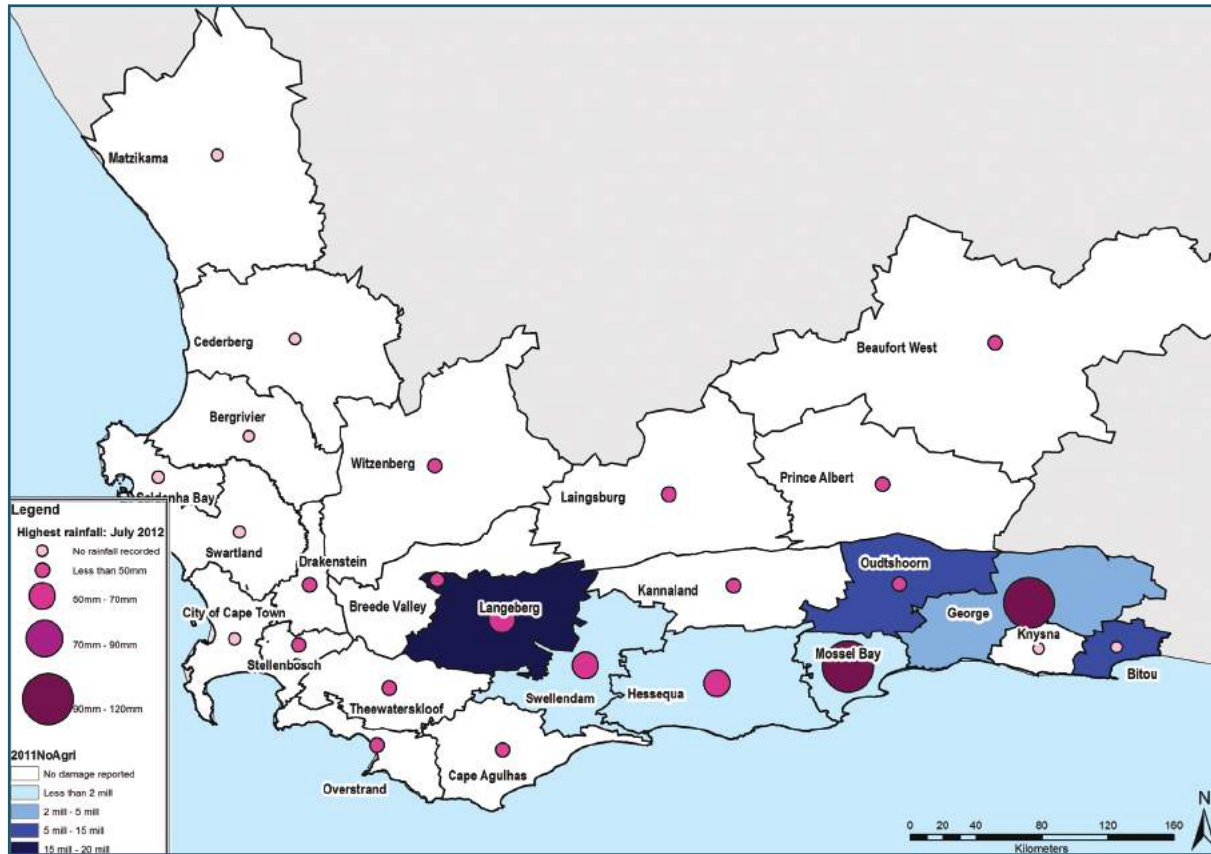 Matzikama
Cederberg
Beaufort West
Bergrivier
Witzenberg
Prince Albert
Laingsburg
Saldanha Bay
Swartland
Drakenstein
Oudtshoorn
Kannaland
City of Cape Town
Breede Valley
Langeberg
George
Knysna
Stellenbosch
Mossel Bay
Bitou
Swellendam
Hessequa
Theewaterskloof
Cape Agulhas
Overstrand
Legend
Highest rainfall: July 2012
No rainfall recorded
Less than 50mm
50mm - 70mm
70mm - 90mm
90mm - 120mm
2011NoAgri
No damage reported
Less than 2 mill
2 mill - 5 mill
5 mill - 15 mill
15 mill - 20 mill
N
0 20 40 80 120 160
Kilometers